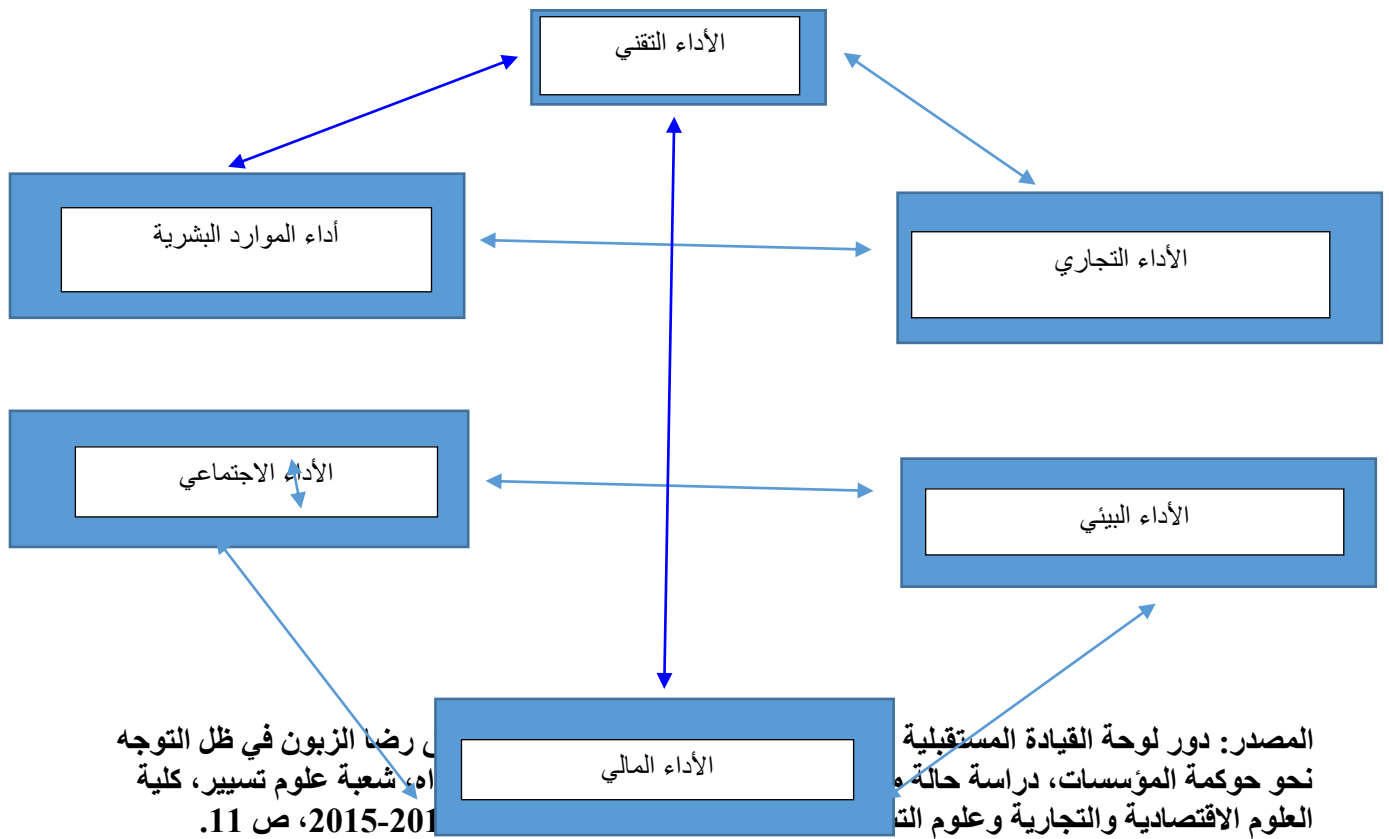 الأداء التقني
أداء الموارد البشرية
الأداء التجاري
الأداء الاجتماعي
الأداء البيئي
الأداء المالي
المصدر: دور لوحة القيادة المستقبلية رضا الزبون في ظل التوجه
نحو حوكمة المؤسسات، دراسة حالة شعبة علوم تسيير، كلية
العلوم الاقتصادية والتجارية وعلوم 2015-201، ص 11.